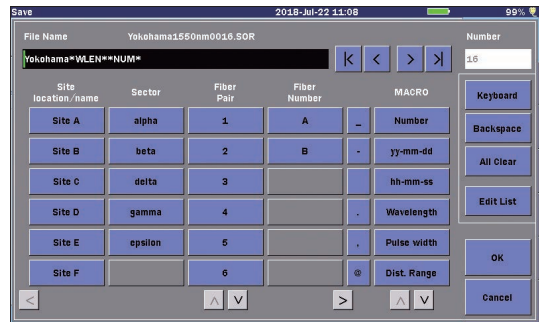 Save 2018-Jul-22 11:08 99%
File Name Yokohama1550nm0016.SOR Number
Yokohama*WLEN**NUM* |< < > >| 16
Site location/name Sector Fiber Pair Fiber Number MACRO Keyboard
Site A alpha 1 A _ Number Backspace
Site B beta 2 B - yy-mm-dd All Clear
Site C delta 3 hh-mm-ss
Site D gamma 4 . Wavelength Edit List
Site E epsilon 5 , Pulse width OK
Site F 6 @ Dist. Range
< ∧ ∨ > ∧ ∨ Cancel